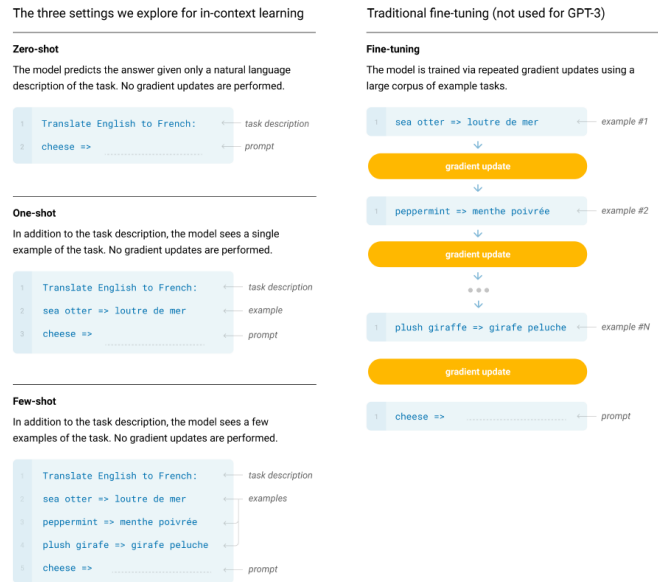 The three settings we explore for in-context learning
Zero-shot
The model predicts the answer given only a natural language
description of the task. No gradient updates are performed.
1 Translate English to French: task description
2 cheese => prompt
One-shot
In addition to the task description, the model sees a single
example of the task. No gradient updates are performed.
1 Translate English to French: task description
2 sea otter => loutre de mer example
3 cheese => prompt
Few-shot
In addition to the task description, the model sees a few
examples of the task. No gradient updates are performed.
1 Translate English to French: task description
2 sea otter => loutre de mer examples
3 peppermint => menthe poivrée
4 plush girafe => girafe peluche
5 cheese => prompt
Traditional fine-tuning (not used for GPT-3)
Fine-tuning
The model is trained via repeated gradient updates using a
large corpus of example tasks.
1 sea otter => loutre de mer example #1
gradient update
1 peppermint => menthe poivrée example #2
gradient update
1 plush giraffe => girafe peluche example #N
gradient update
1 cheese => prompt